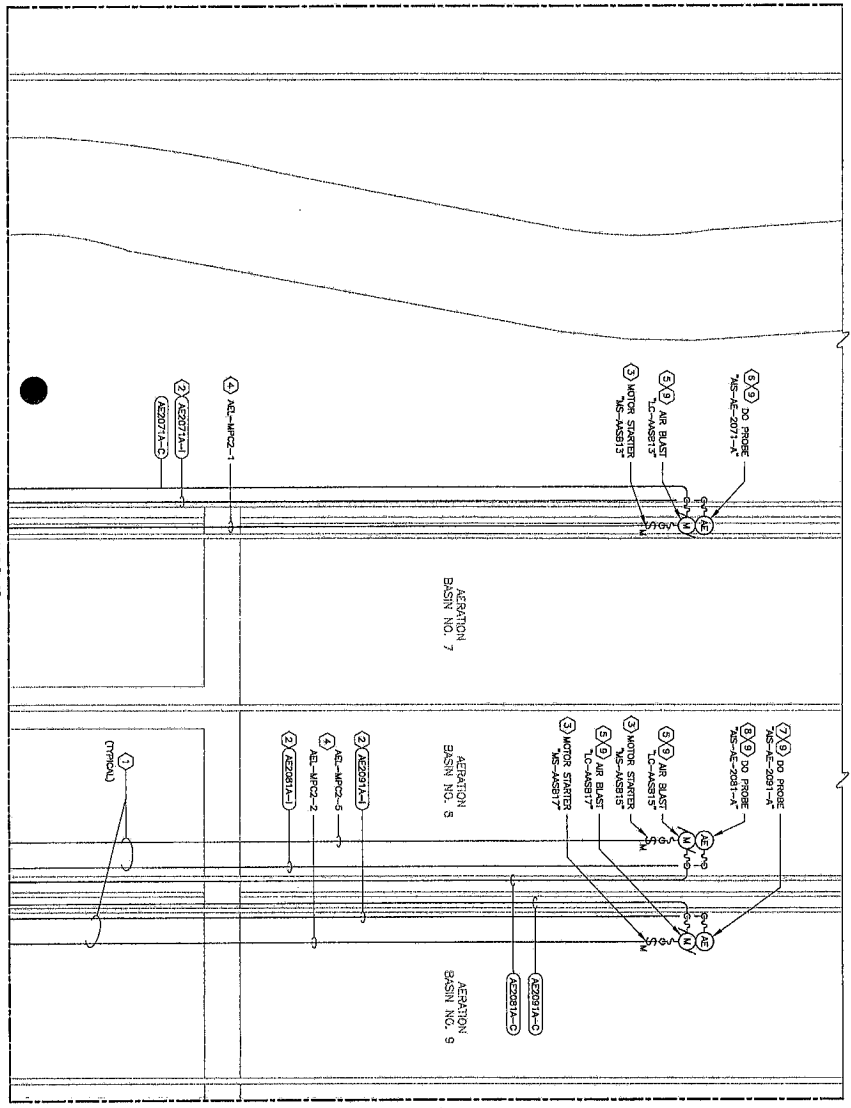 6 9 DO PROBE
"AIS-AE-2071-A"
5 9 AIR BLAST
"LC-AASB13"
3 MOTOR STARTER
"MS-AASB13"
4 AEL-MPC2-1
2 AE2071A-I
AE2071A-C
AE
M
M
AERATION
BASIN NO. 7
7 9 DO PROBE
"AIS-AE-2091-A"
8 9 DO PROBE
"AIS-AE-2081-A"
5 9 AIR BLAST
"LC-AASB15"
3 MOTOR STARTER
"MS-AASB15"
5 9 AIR BLAST
"LC-AASB17"
3 MOTOR STARTER
"MS-AASB17"
AERATION
BASIN NO. 8
2 AE2091A-I
4 AEL-MPC2-5
AEL-MPC2-2
2 AE2081A-I
1
(TYPICAL)
AE
M
M
AE
M
M
AE2091A-C
AE2081A-C
AERATION
BASIN NO. 9